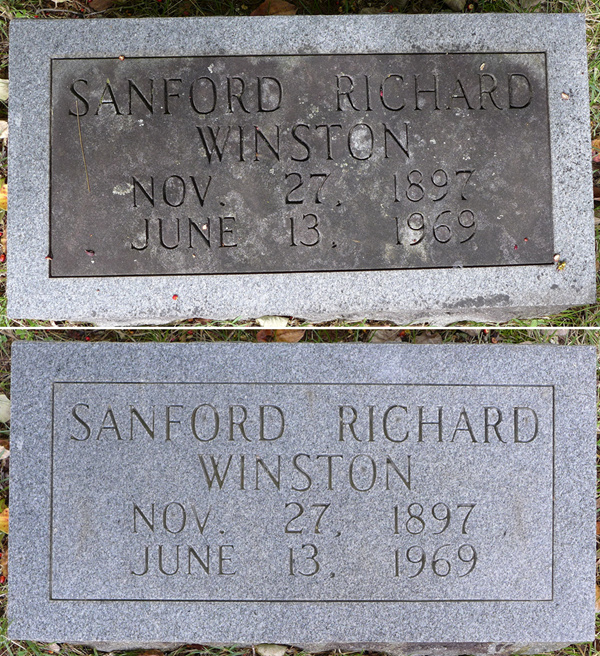 SANFORD RICHARD
WINSTON
NOV. 27, 1897
JUNE 13, 1969
SANFORD RICHARD
WINSTON
NOV. 27, 1897
JUNE 13, 1969